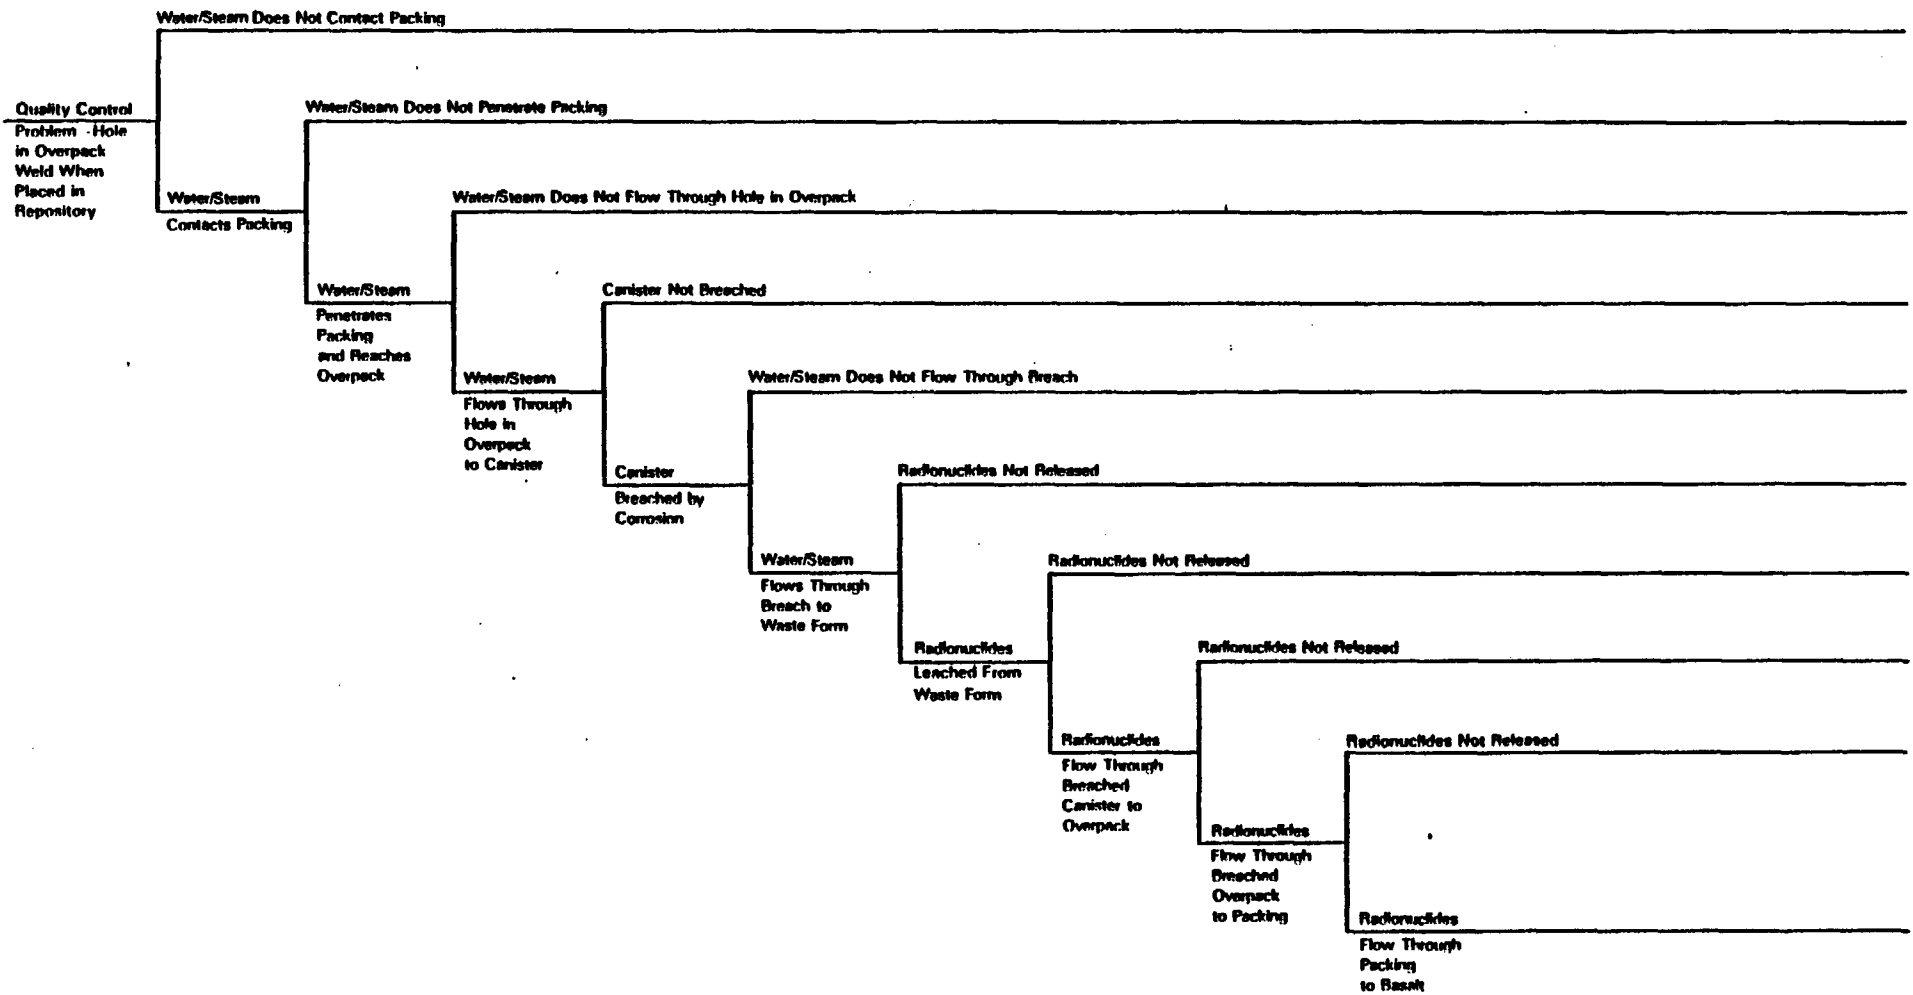 Water/Steam Does Not Contact Packing
Quality Control
Problem - Hole
in Overpack
Weld When
Placed in
Repository
Water/Steam Does Not Penetrate Packing
Water/Steam
Contacts Packing
Water/Steam Does Not Flow Through Hole in Overpack
Water/Steam
Penetrates
Packing
and Reaches
Overpack
Canister Not Breached
Water/Steam
Flows Through
Hole in
Overpack
to Canister
Water/Steam Does Not Flow Through Breach
Canister
Breached by
Corrosion
Radionuclides Not Released
Water/Steam
Flows Through
Breach to
Waste Form
Radionuclides Not Released
Radionuclides
Leached From
Waste Form
Radionuclides Not Released
Radionuclides
Flow Through
Breached
Canister to
Overpack
Radionuclides Not Released
Radionuclides
Flow Through
Breached
Overpack
to Packing
Radionuclides
Flow Through
Packing
to Basalt